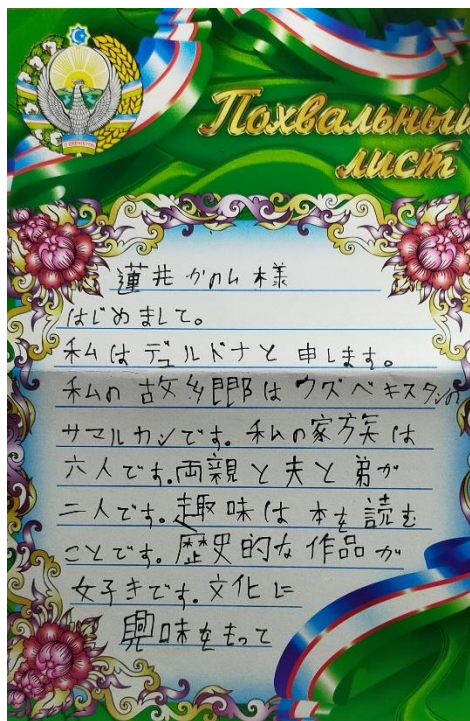 Похвальный
лист
蓮井かのん様
はじめまして。
私はディルドナと申します。
私の故郷はウズベキスタンの
サマルカンです。私の家族は
六人です。両親と夫と弟が
二人です。趣味は本を読む
ことです。歴史的な作品が
好きです。文化に
興味をもって